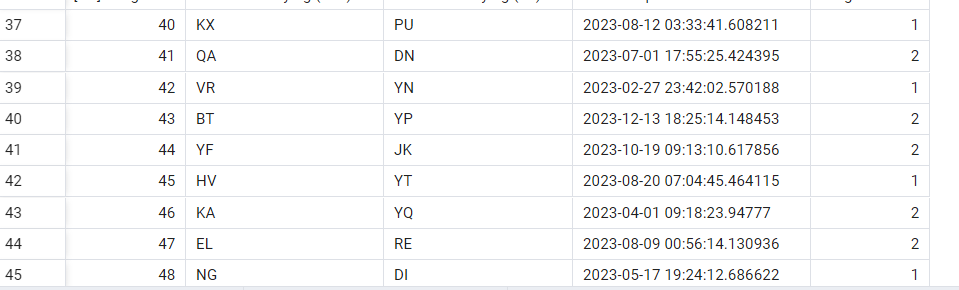 37 40 KX PU 2023-08-12 03:33:41.608211 1
38 41 QA DN 2023-07-01 17:55:25.424395 2
39 42 VR YN 2023-02-27 23:42:02.570188 1
40 43 BT YP 2023-12-13 18:25:14.148453 2
41 44 YF JK 2023-10-19 09:13:10.617856 2
42 45 HV YT 2023-08-20 07:04:45.464115 1
43 46 KA YQ 2023-04-01 09:18:23.94777 2
44 47 EL RE 2023-08-09 00:56:14.130936 2
45 48 NG DI 2023-05-17 19:24:12.686622 1